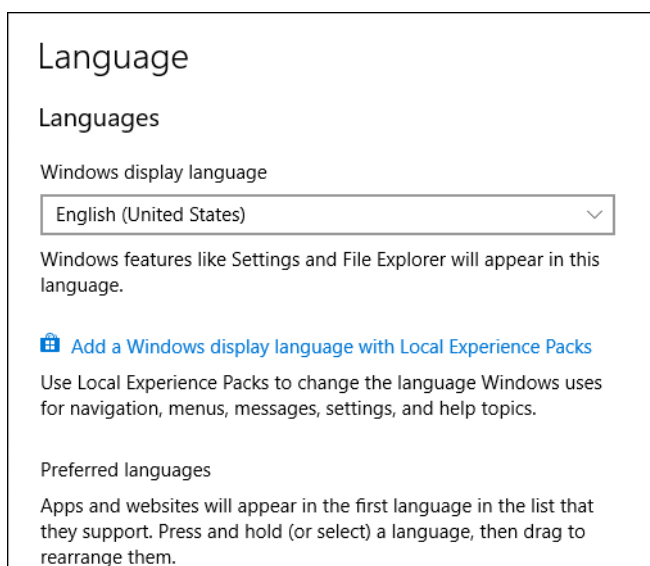 Language
Languages
Windows display language
English (United States)
Windows features like Settings and File Explorer will appear in this
language.
Add a Windows display language with Local Experience Packs
Use Local Experience Packs to change the language Windows uses
for navigation, menus, messages, settings, and help topics.
Preferred languages
Apps and websites will appear in the first language in the list that
they support. Press and hold (or select) a language, then drag to
rearrange them.